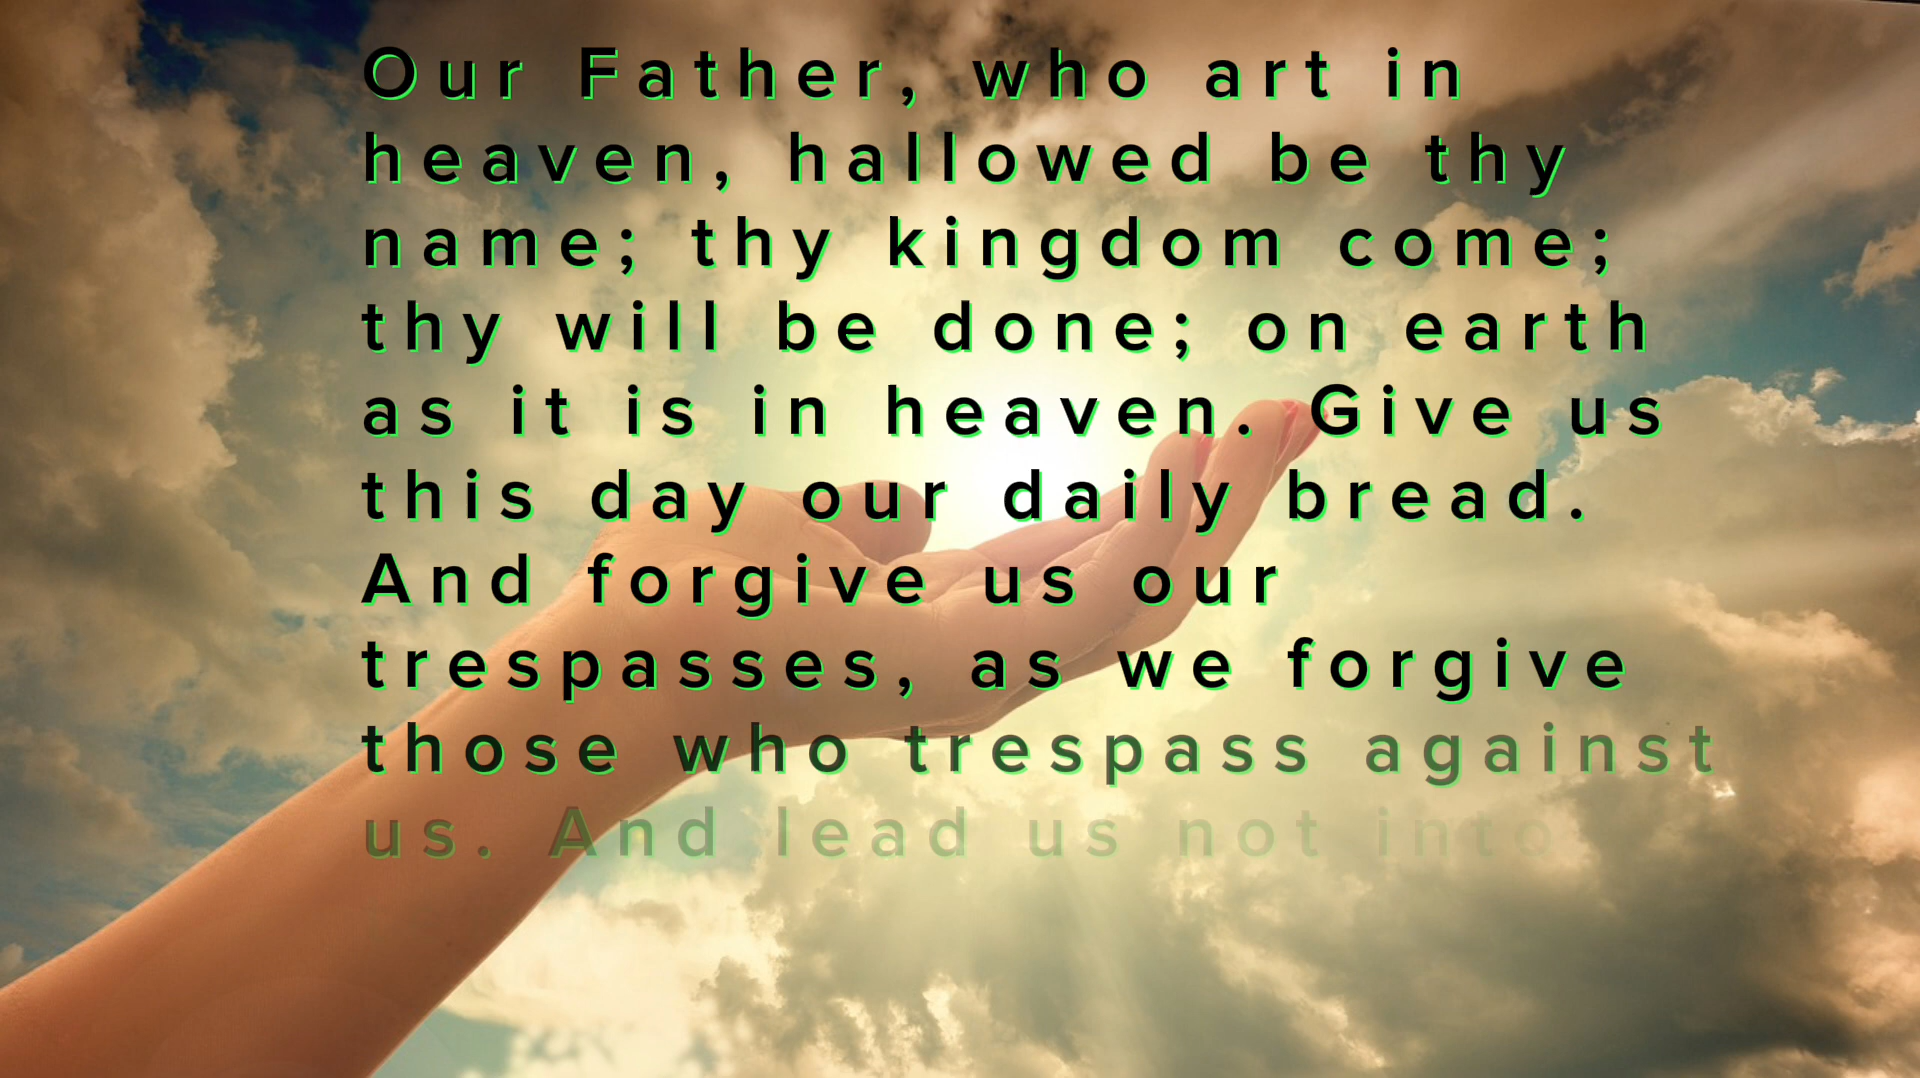 Our Father, who art in
heaven, hallowed be thy
name; thy kingdom come;
thy will be done; on earth
as it is in heaven. Give us
this day our daily bread.
And forgive us our
trespasses, as we forgive
those who trespass against
us. And lead us not into